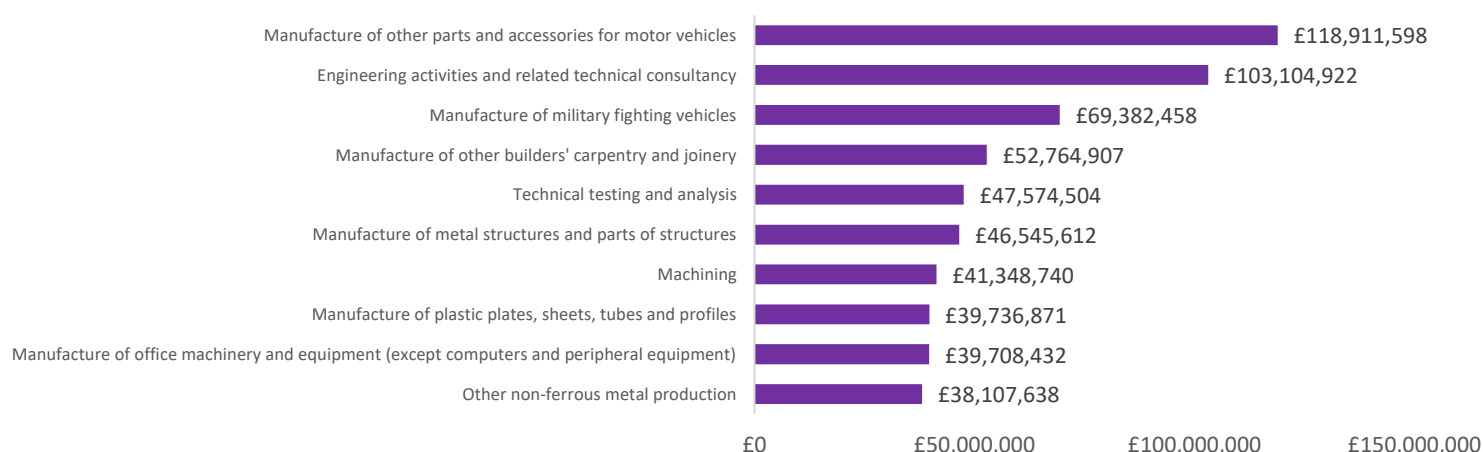 Manufacture of other parts and accessories for motor vehicles £118,911,598
Engineering activities and related technical consultancy £103,104,922
Manufacture of military fighting vehicles £69,382,458
Manufacture of other builders' carpentry and joinery £52,764,907
Technical testing and analysis £47,574,504
Manufacture of metal structures and parts of structures £46,545,612
Machining £41,348,740
Manufacture of plastic plates, sheets, tubes and profiles £39,736,871
Manufacture of office machinery and equipment (except computers and peripheral equipment) £39,708,432
Other non-ferrous metal production £38,107,638
£0 £50,000,000 £100,000,000 £150,000,000